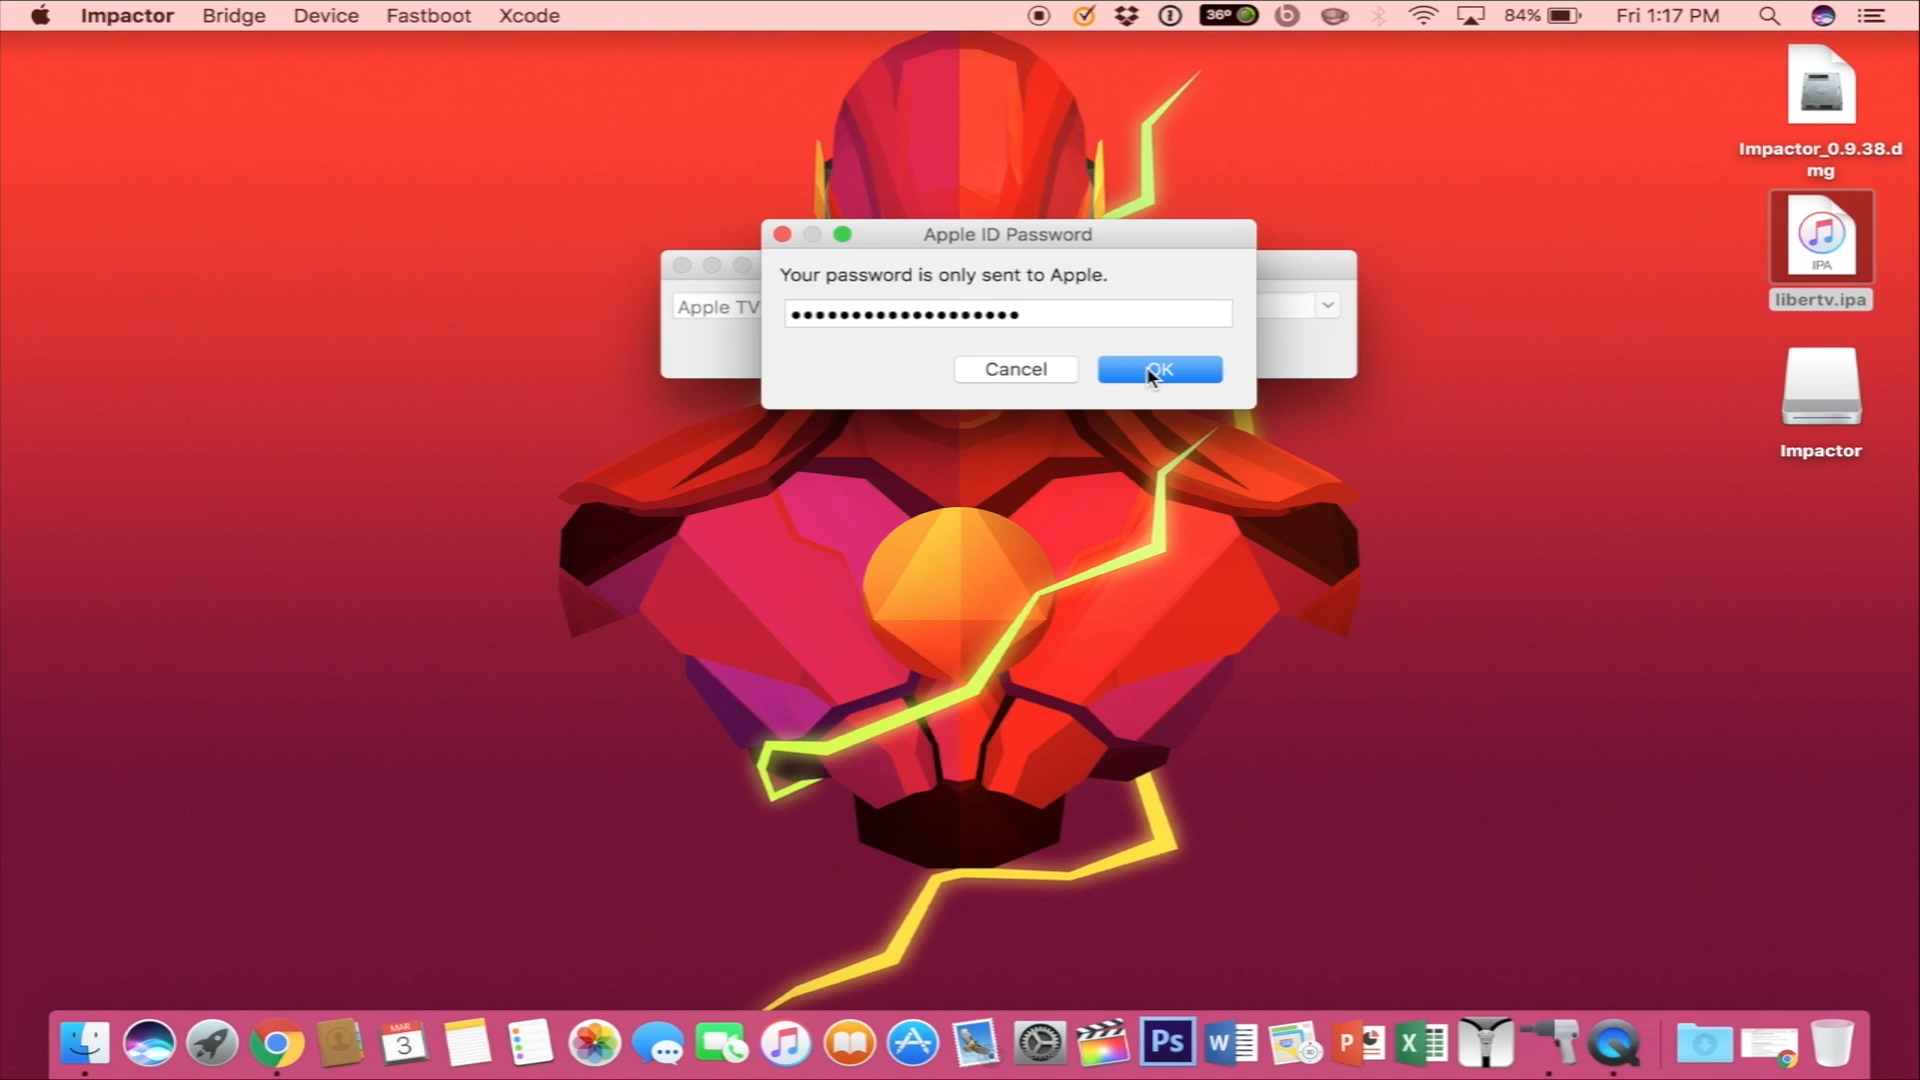 Impactor Bridge Device Fastboot Xcode 36° 84% Fri 1:17 PM
Impactor_0.9.38.d
mg
Apple ID Password
Your password is only sent to Apple.
IPA
libertv.ipa
Apple TV
Cancel OK
Impactor
MAR
3
Ps W P X